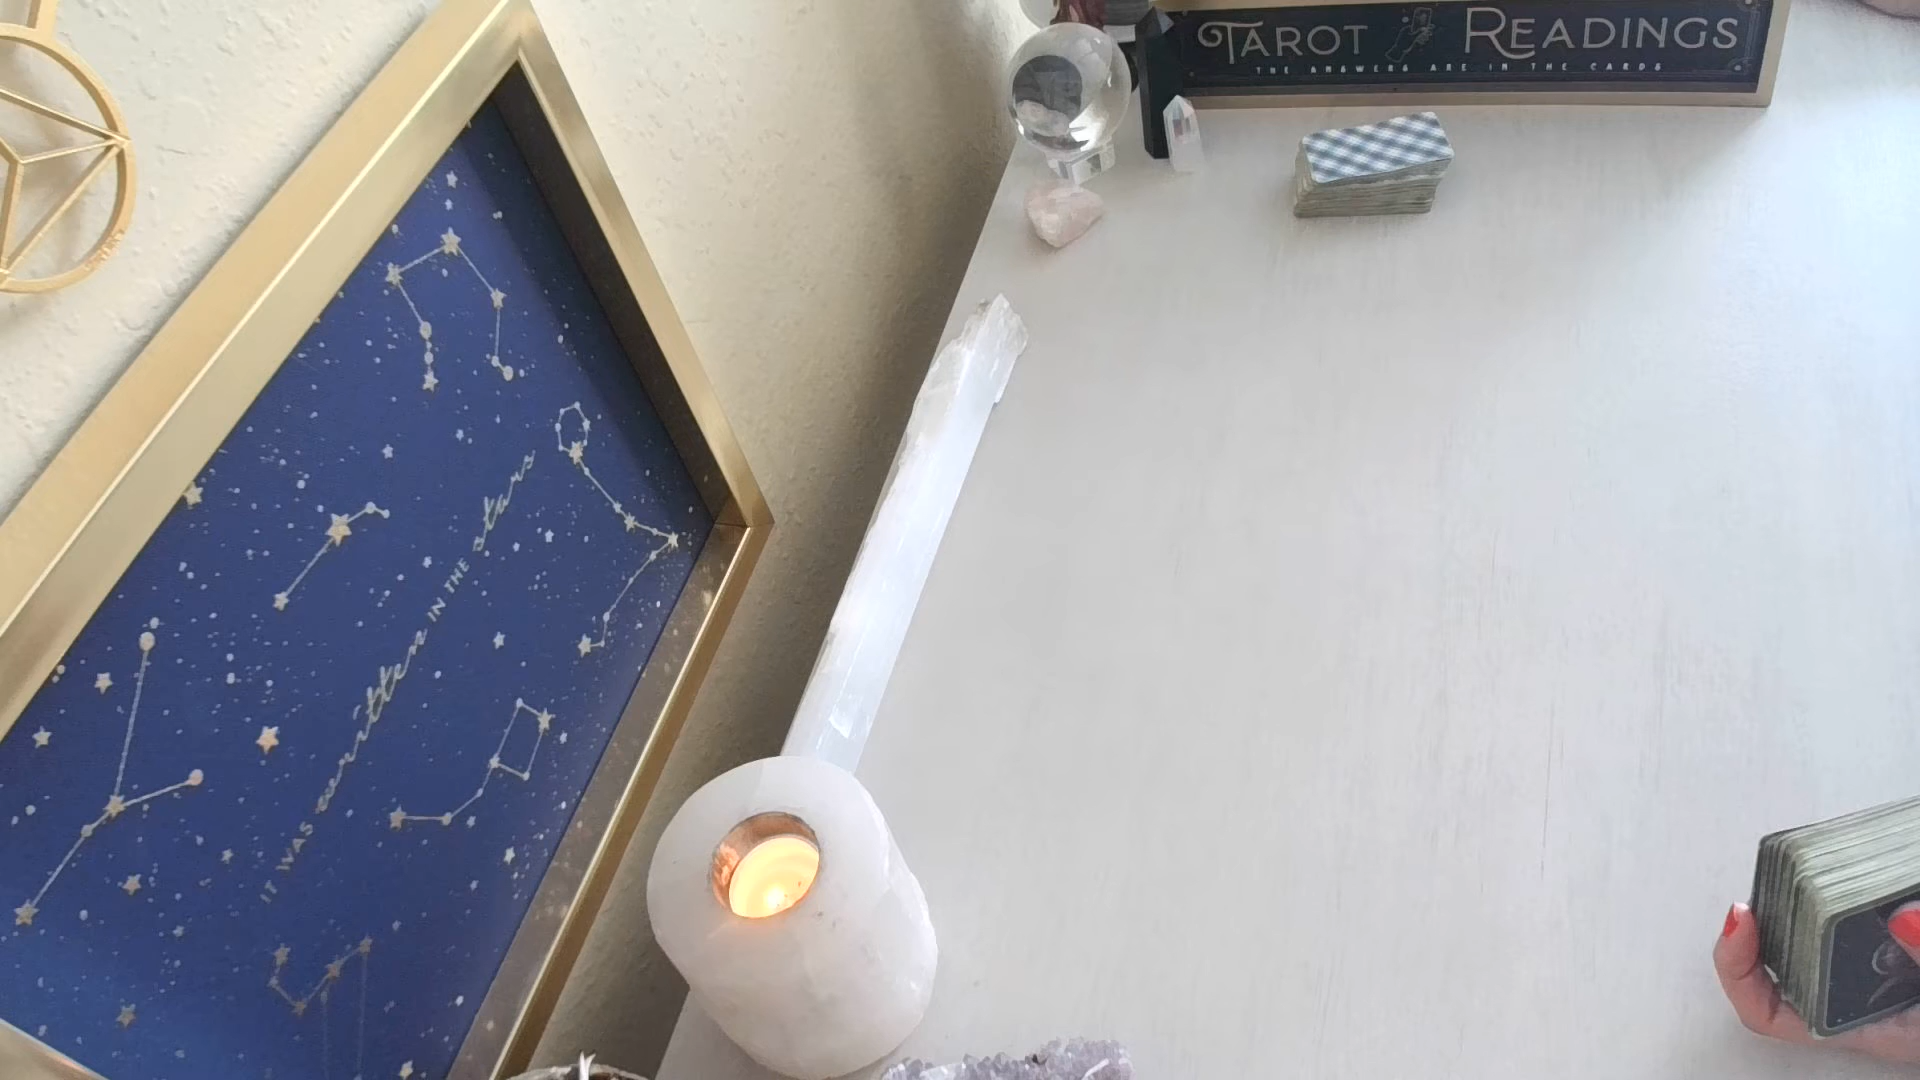 TAROT READINGS
THE ANSWERS ARE IN THE CARDS
IT WAS written IN THE stars